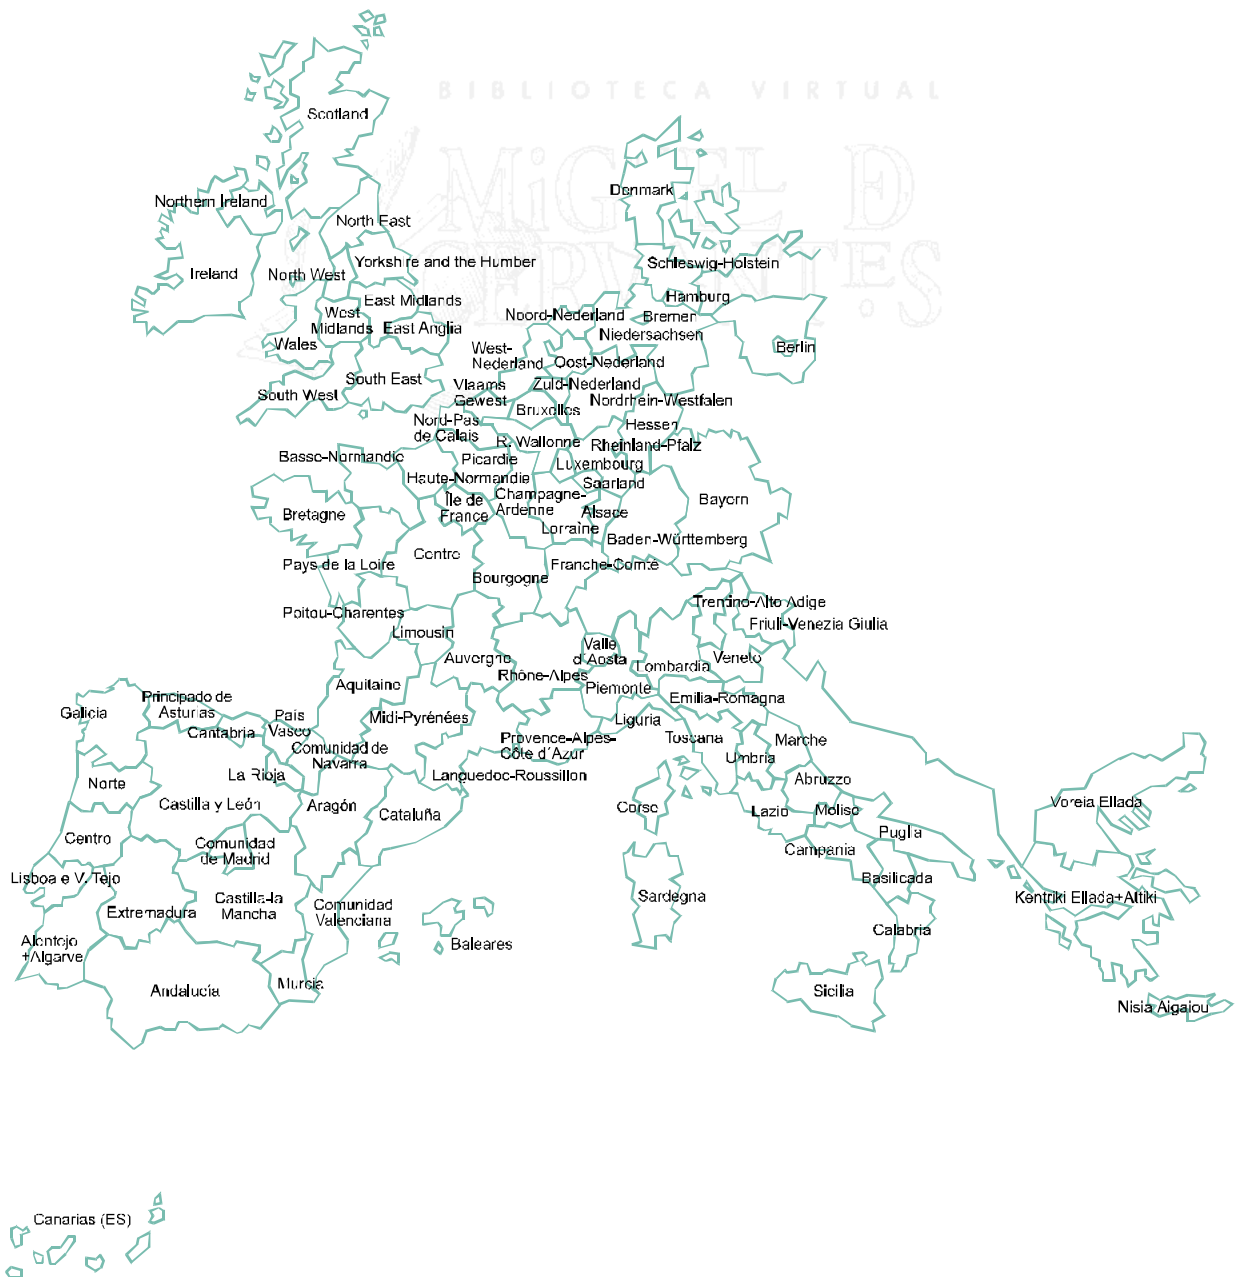 BIBLIOTECA VIRTUAL
MiGUEL D
CERVANTES
Scotland
Denmark
Northern Ireland
North East
Ireland
North West
Yorkshire and the Humber
Schleswig-Holstein
East Midlands
Hamburg
West
Midlands
East Anglia
Noord-Nederland
Bremen
Niedersachsen
Wales
West-
Nederland
Oost-Nederland
Berlin
South East
South West
Vlaams
Gewest
Zuid-Nederland
Bruxelles
Nordrhein-Westfalen
Nord-Pas
de Calais
Hessen
R. Wallonne
Rheinland-Pfalz
Basse-Normandie
Picardie
Luxembourg
Haute-Normandie
Saarland
Île de
France
Champagne-
Ardenne
Alsace
Bayern
Bretagne
Lorraine
Baden-Württemberg
Centre
Pays de la Loire
Bourgogne
Franche-Comté
Poitou-Charentes
Trentino-Alto Adige
Friuli-Venezia Giulia
Limousin
Auvergne
Valle
d´Aosta
Lombardia
Veneto
Rhône-Alpes
Aquitaine
Piemonte
Emilia-Romagna
Principado de
Asturias
Galicia
Cantabria
País
Vasco
Midi-Pyrénées
Liguria
Provence-Alpes-
Côte d´Azur
Toscana
Marche
Comunidad de
Navarra
Umbria
La Rioja
Languedoc-Roussillon
Abruzzo
Norte
Castilla y León
Aragón
Cataluña
Corse
Lazio
Molise
Voreia Ellada
Centro
Comunidad
de Madrid
Puglia
Campania
Lisboa e V. Tejo
Basilicada
Extremadura
Castilla-la
Mancha
Comunidad
Valenciana
Sardegna
Kentriki Ellada+Attiki
Calabria
Alentejo
+Algarve
Baleares
Andalucía
Murcia
Sicilia
Nisia Aigaiou
Canarias (ES)